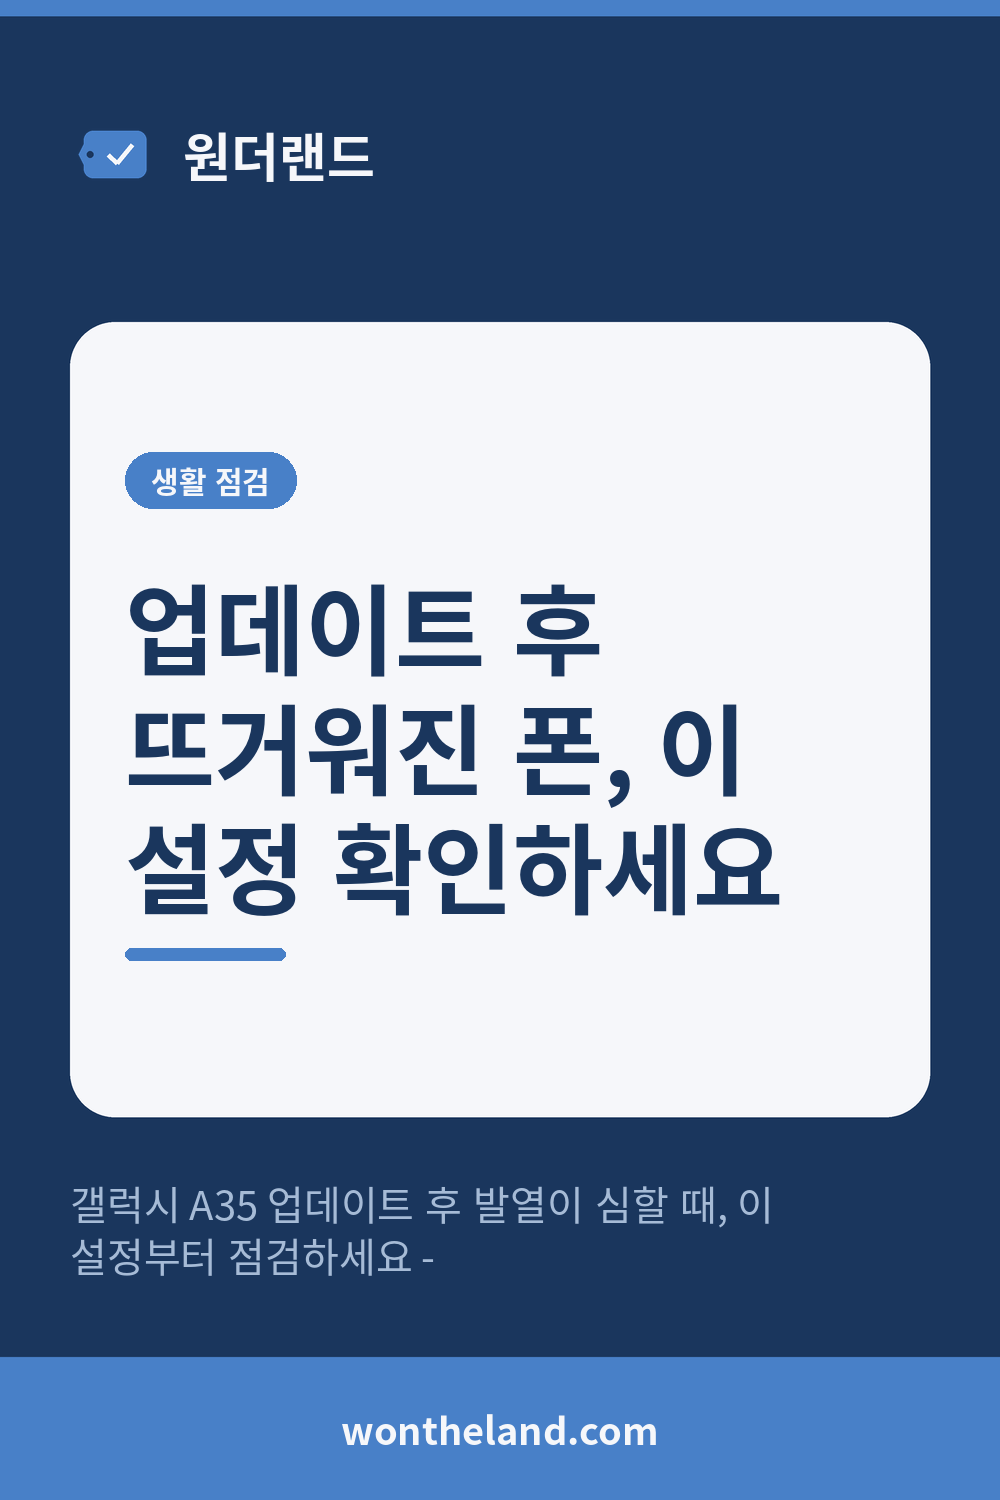 원더랜드
생활 점검
업데이트 후
뜨거워진 폰, 이
설정 확인하세요
갤럭시 A35 업데이트 후 발열이 심할 때, 이
설정부터 점검하세요 -
wontheland.com